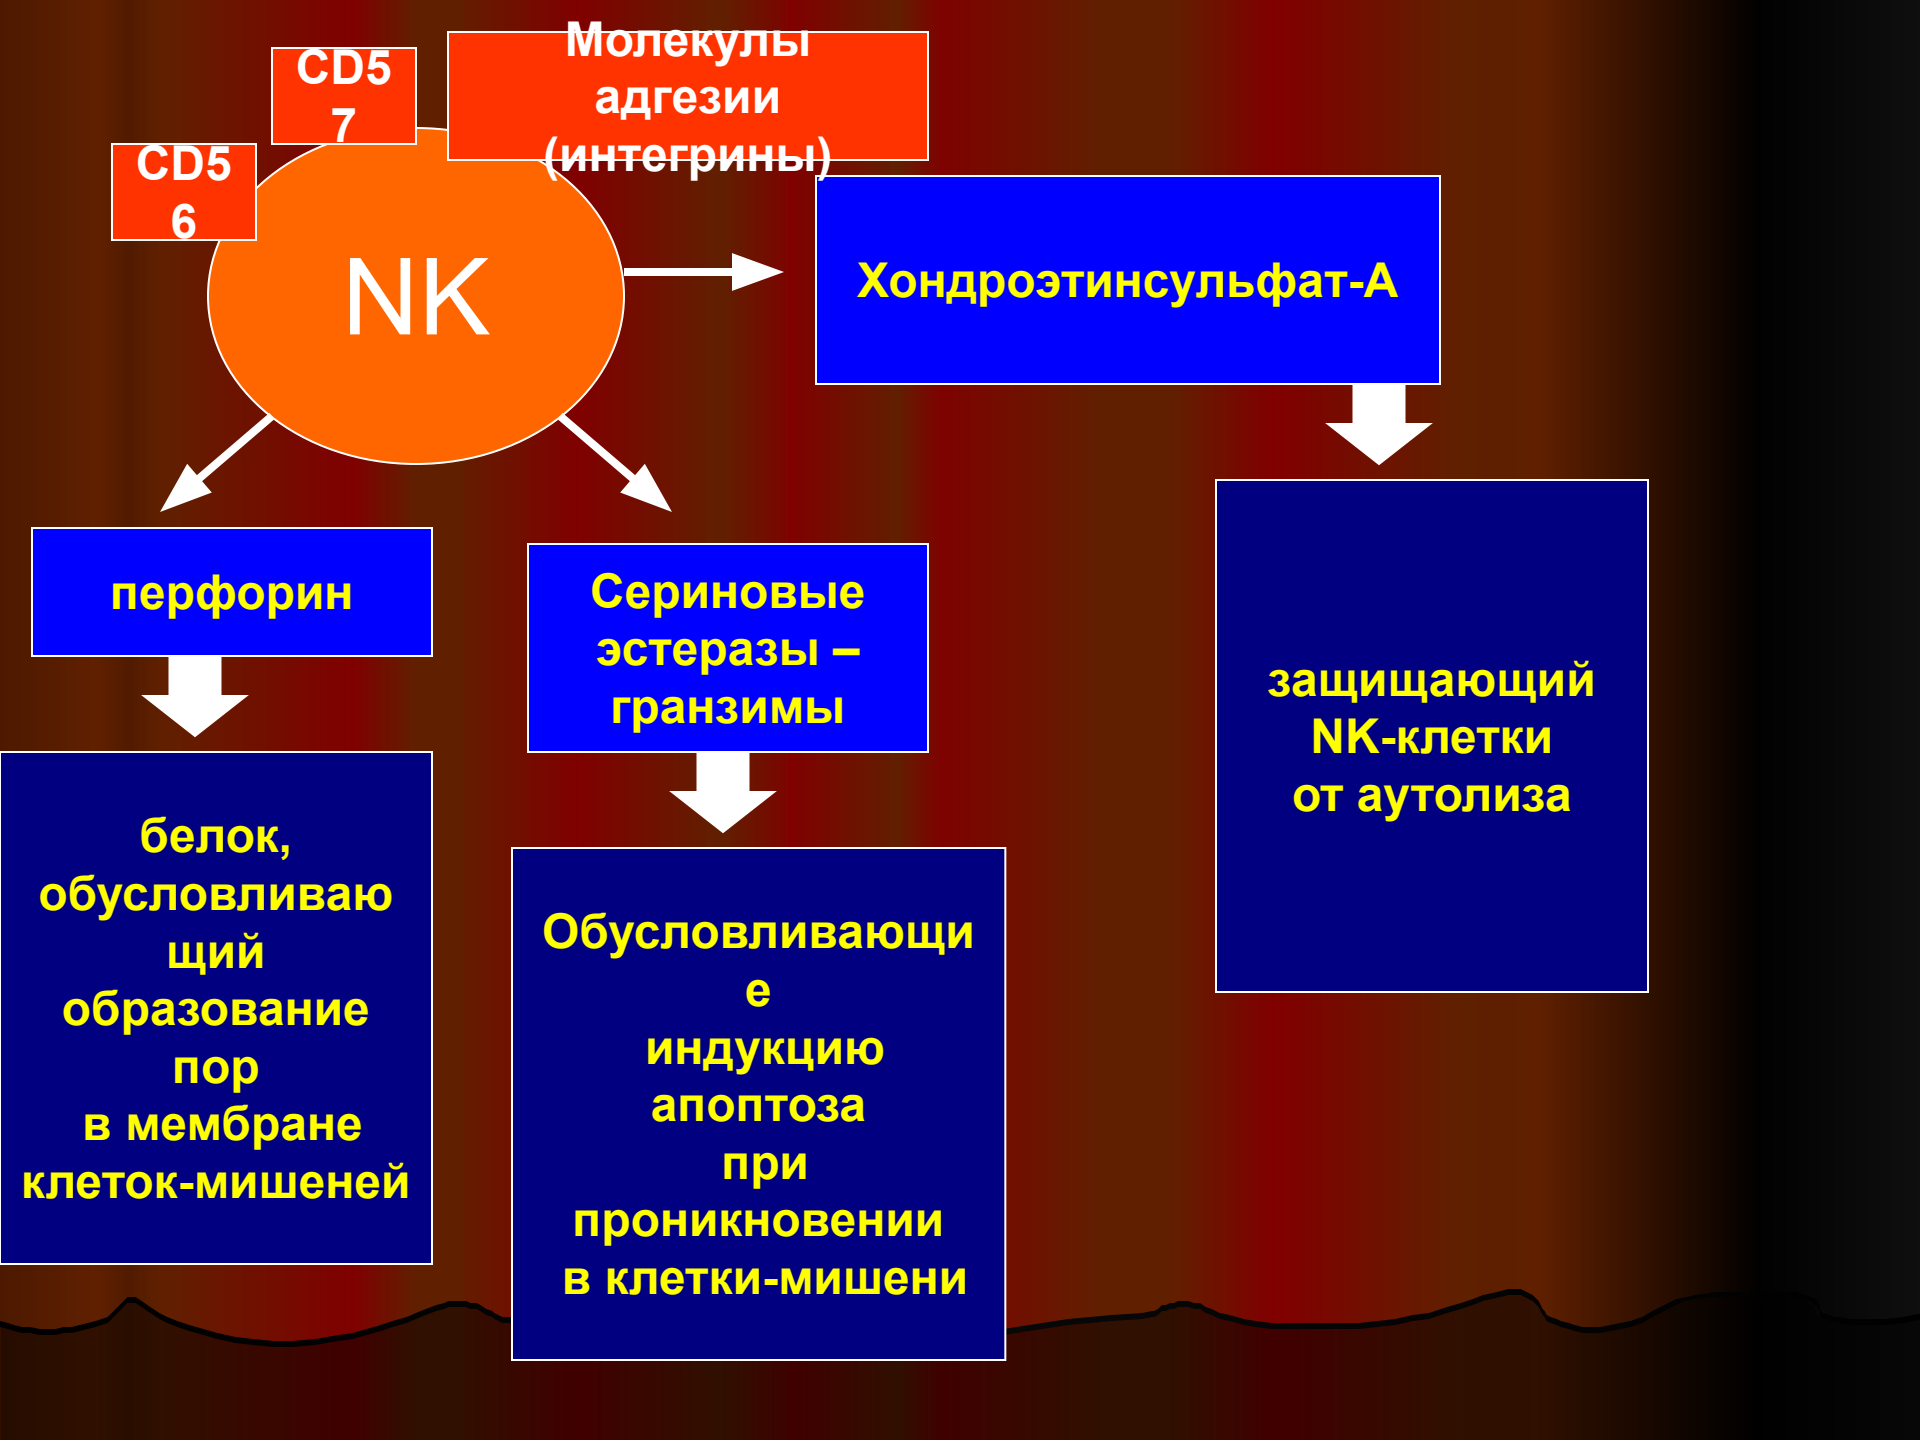 Молекулы
адгезии
(интегрины)
CD5
7
CD5
6
NK
Хондроэтинсульфат-А
перфорин
Сериновые
эстеразы –
гранзимы
защищающий
NK-клетки
от аутолиза
белок,
обусловливаю
щий
образование
пор
в мембране
клеток-мишеней
Обусловливающи
е
индукцию
апоптоза
при
проникновении
в клетки-мишени